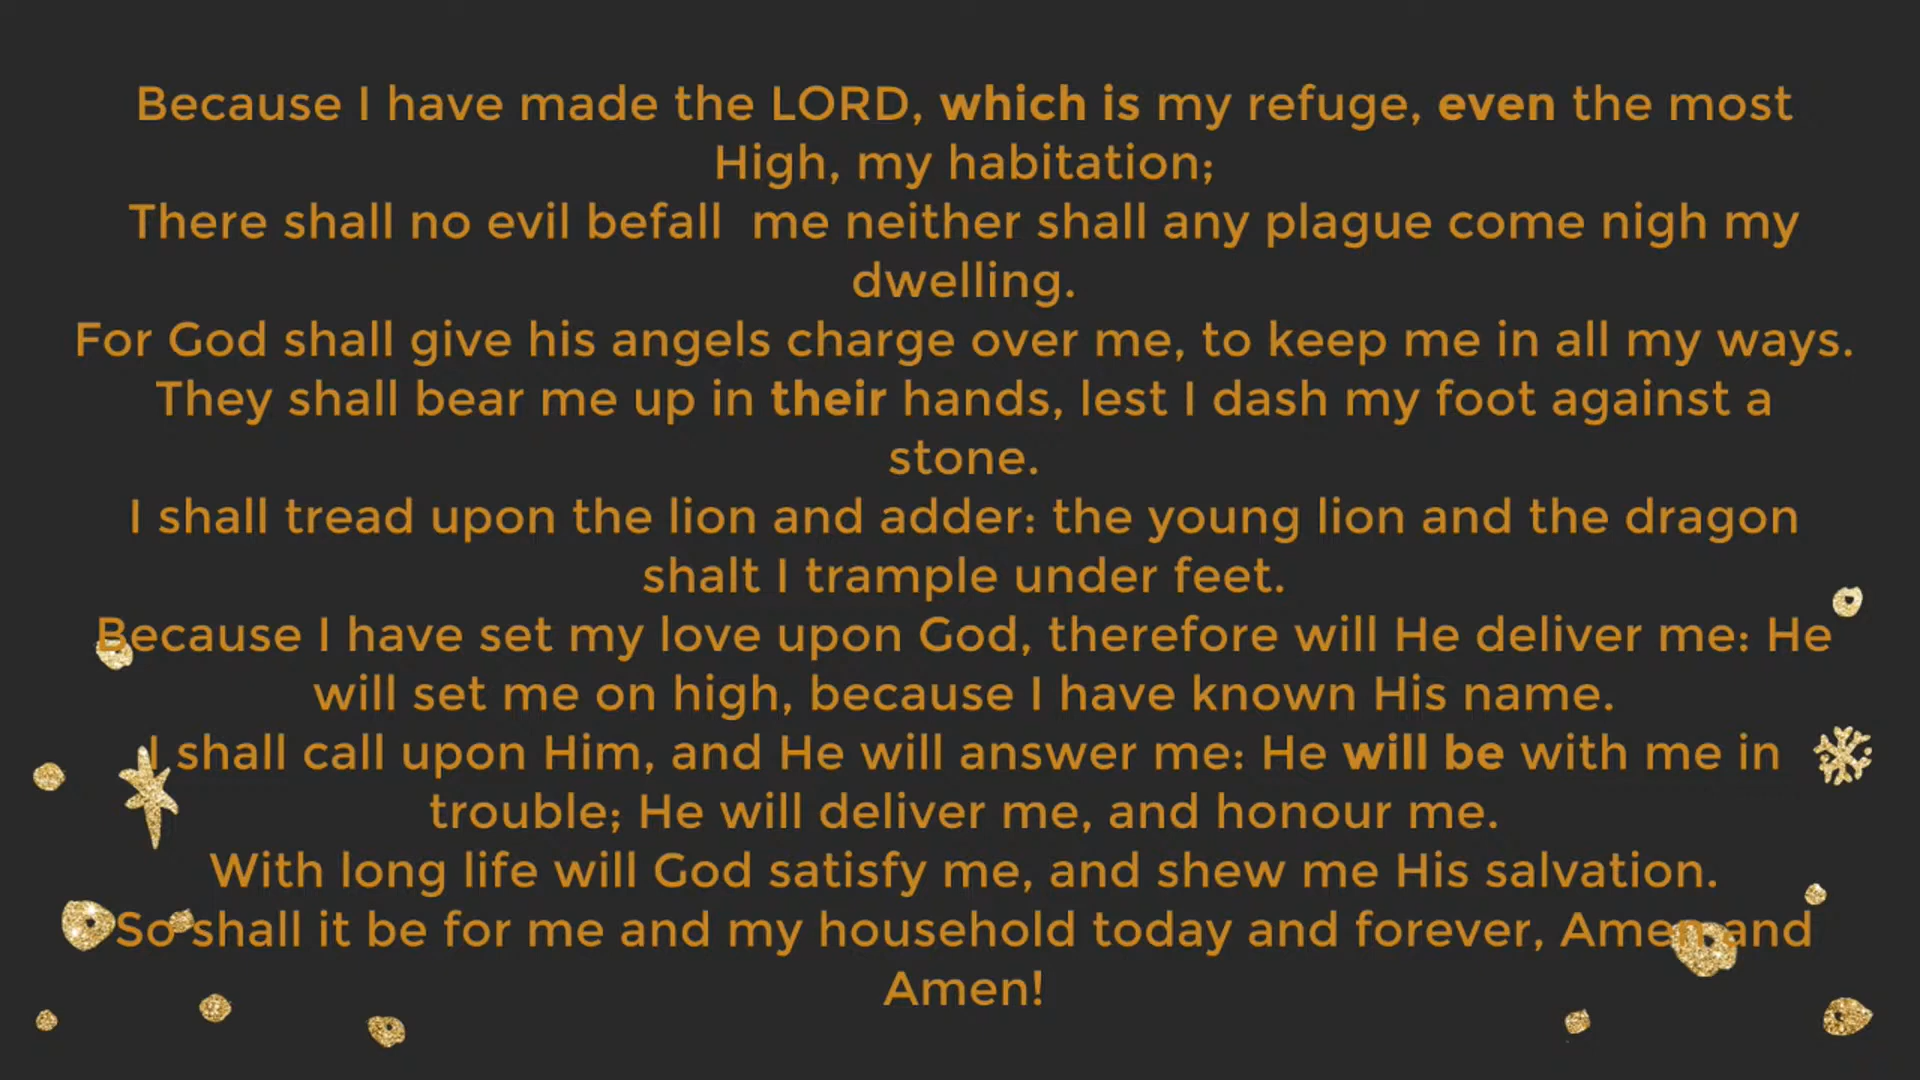 Because I have made the LORD, which is my refuge, even the most
High, my habitation;
There shall no evil befall  me neither shall any plague come nigh my
dwelling.
For God shall give his angels charge over me, to keep me in all my ways.
They shall bear me up in their hands, lest I dash my foot against a
stone.
I shall tread upon the lion and adder: the young lion and the dragon
shalt I trample under feet.
Because I have set my love upon God, therefore will He deliver me: He
will set me on high, because I have known His name.
I shall call upon Him, and He will answer me: He will be with me in
trouble; He will deliver me, and honour me.
With long life will God satisfy me, and shew me His salvation.
So shall it be for me and my household today and forever, Amen and
Amen!